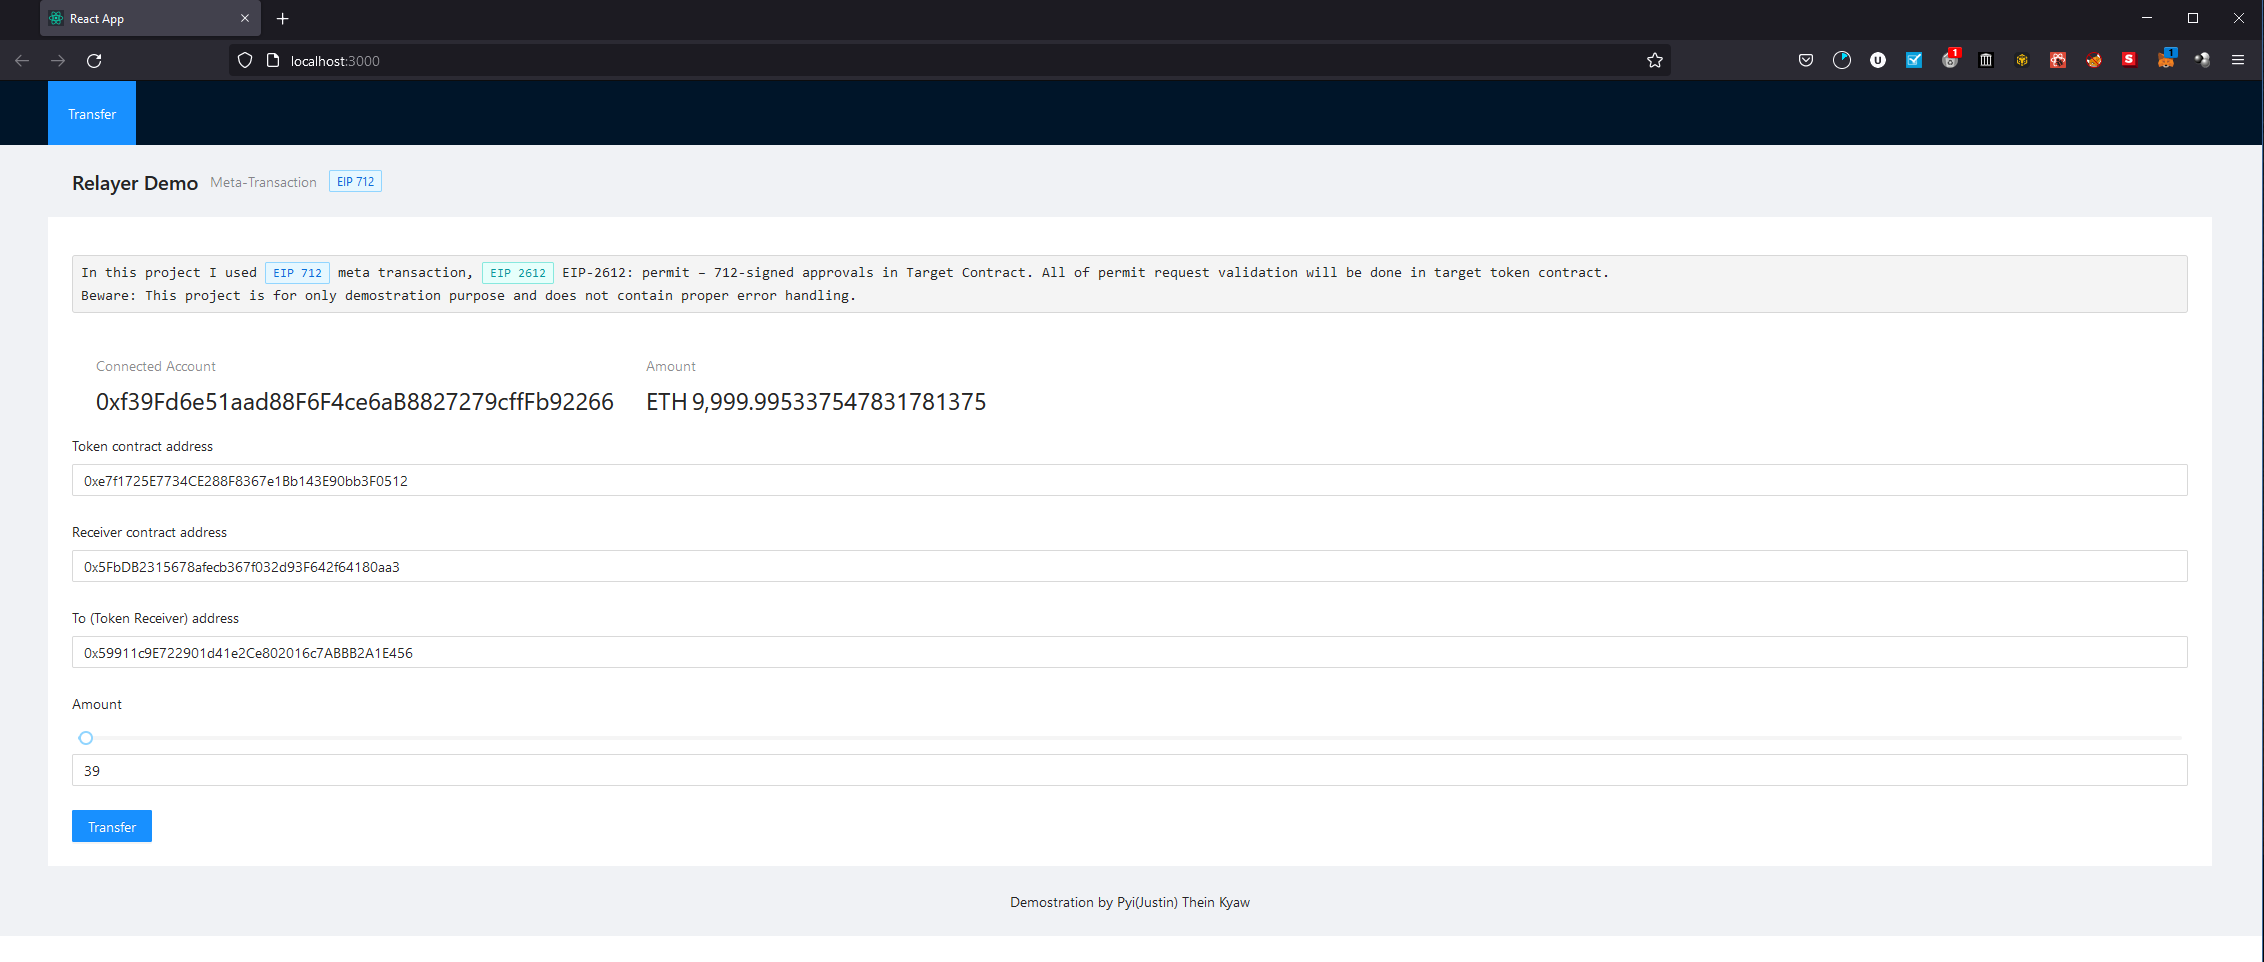 React App
localhost:3000
U
1
S
1
Transfer
Relayer Demo Meta-Transaction EIP 712
In this project I used EIP 712 meta transaction, EIP 2612 EIP-2612: permit – 712-signed approvals in Target Contract. All of permit request validation will be done in target token contract.
Beware: This project is for only demostration purpose and does not contain proper error handling.
Connected Account Amount
0xf39Fd6e51aad88F6F4ce6aB8827279cffFb92266 ETH 9,999.995337547831781375
Token contract address
0xe7f1725E7734CE288F8367e1Bb143E90bb3F0512
Receiver contract address
0x5FbDB2315678afecb367f032d93F642f64180aa3
To (Token Receiver) address
0x59911c9E722901d41e2Ce802016c7ABBB2A1E456
Amount
39
Transfer
Demostration by Pyi(Justin) Thein Kyaw